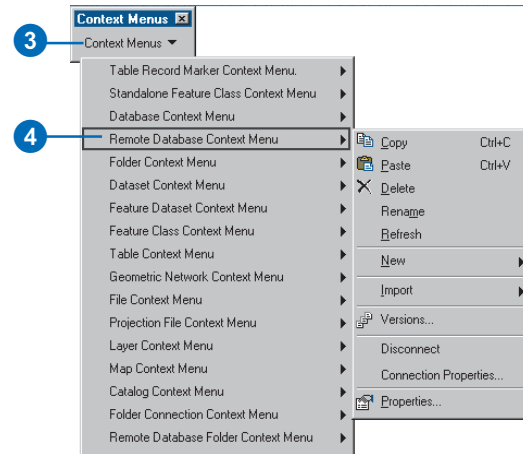 Context Menus
3
Context Menus
Table Record Marker Context Menu.
Standalone Feature Class Context Menu
Database Context Menu
4
Remote Database Context Menu
Folder Context Menu
Dataset Context Menu
Feature Dataset Context Menu
Feature Class Context Menu
Table Context Menu
Geometric Network Context Menu
File Context Menu
Projection File Context Menu
Layer Context Menu
Map Context Menu
Catalog Context Menu
Folder Connection Context Menu
Remote Database Folder Context Menu
Copy Ctrl+C
Paste Ctrl+V
Delete
Rename
Refresh
New
Import
Versions...
Disconnect
Connection Properties...
Properties...